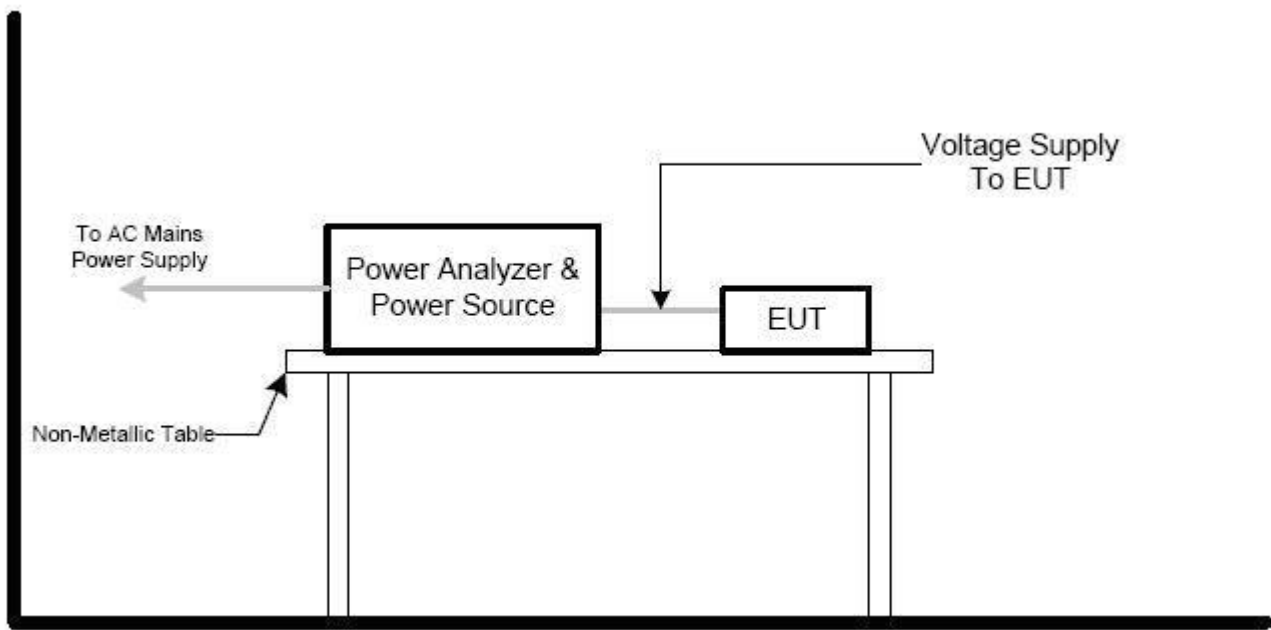 Voltage Supply
To EUT
To AC Mains
Power Supply
Power Analyzer &
Power Source
EUT
Non-Metallic Table